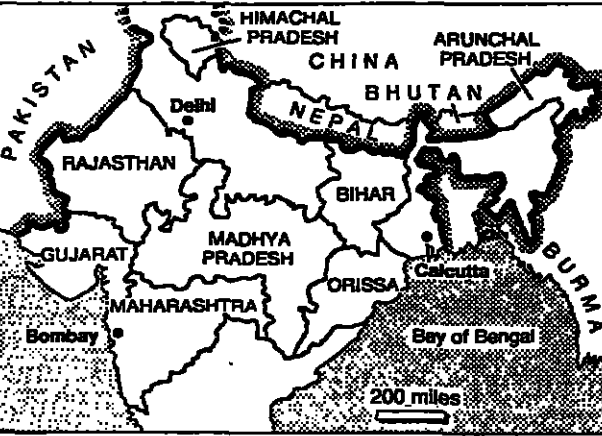 HIMACHAL
PRADESH
CHINA
ARUNCHAL
PRADESH
PAKISTAN
BHUTAN
Delhi
NEPAL
RAJASTHAN
BIHAR
GUJARAT
MADHYA
PRADESH
ORISSA
Calcutta
BURMA
MAHARASHTRA
Bombay
Bay of Bengal
200 miles